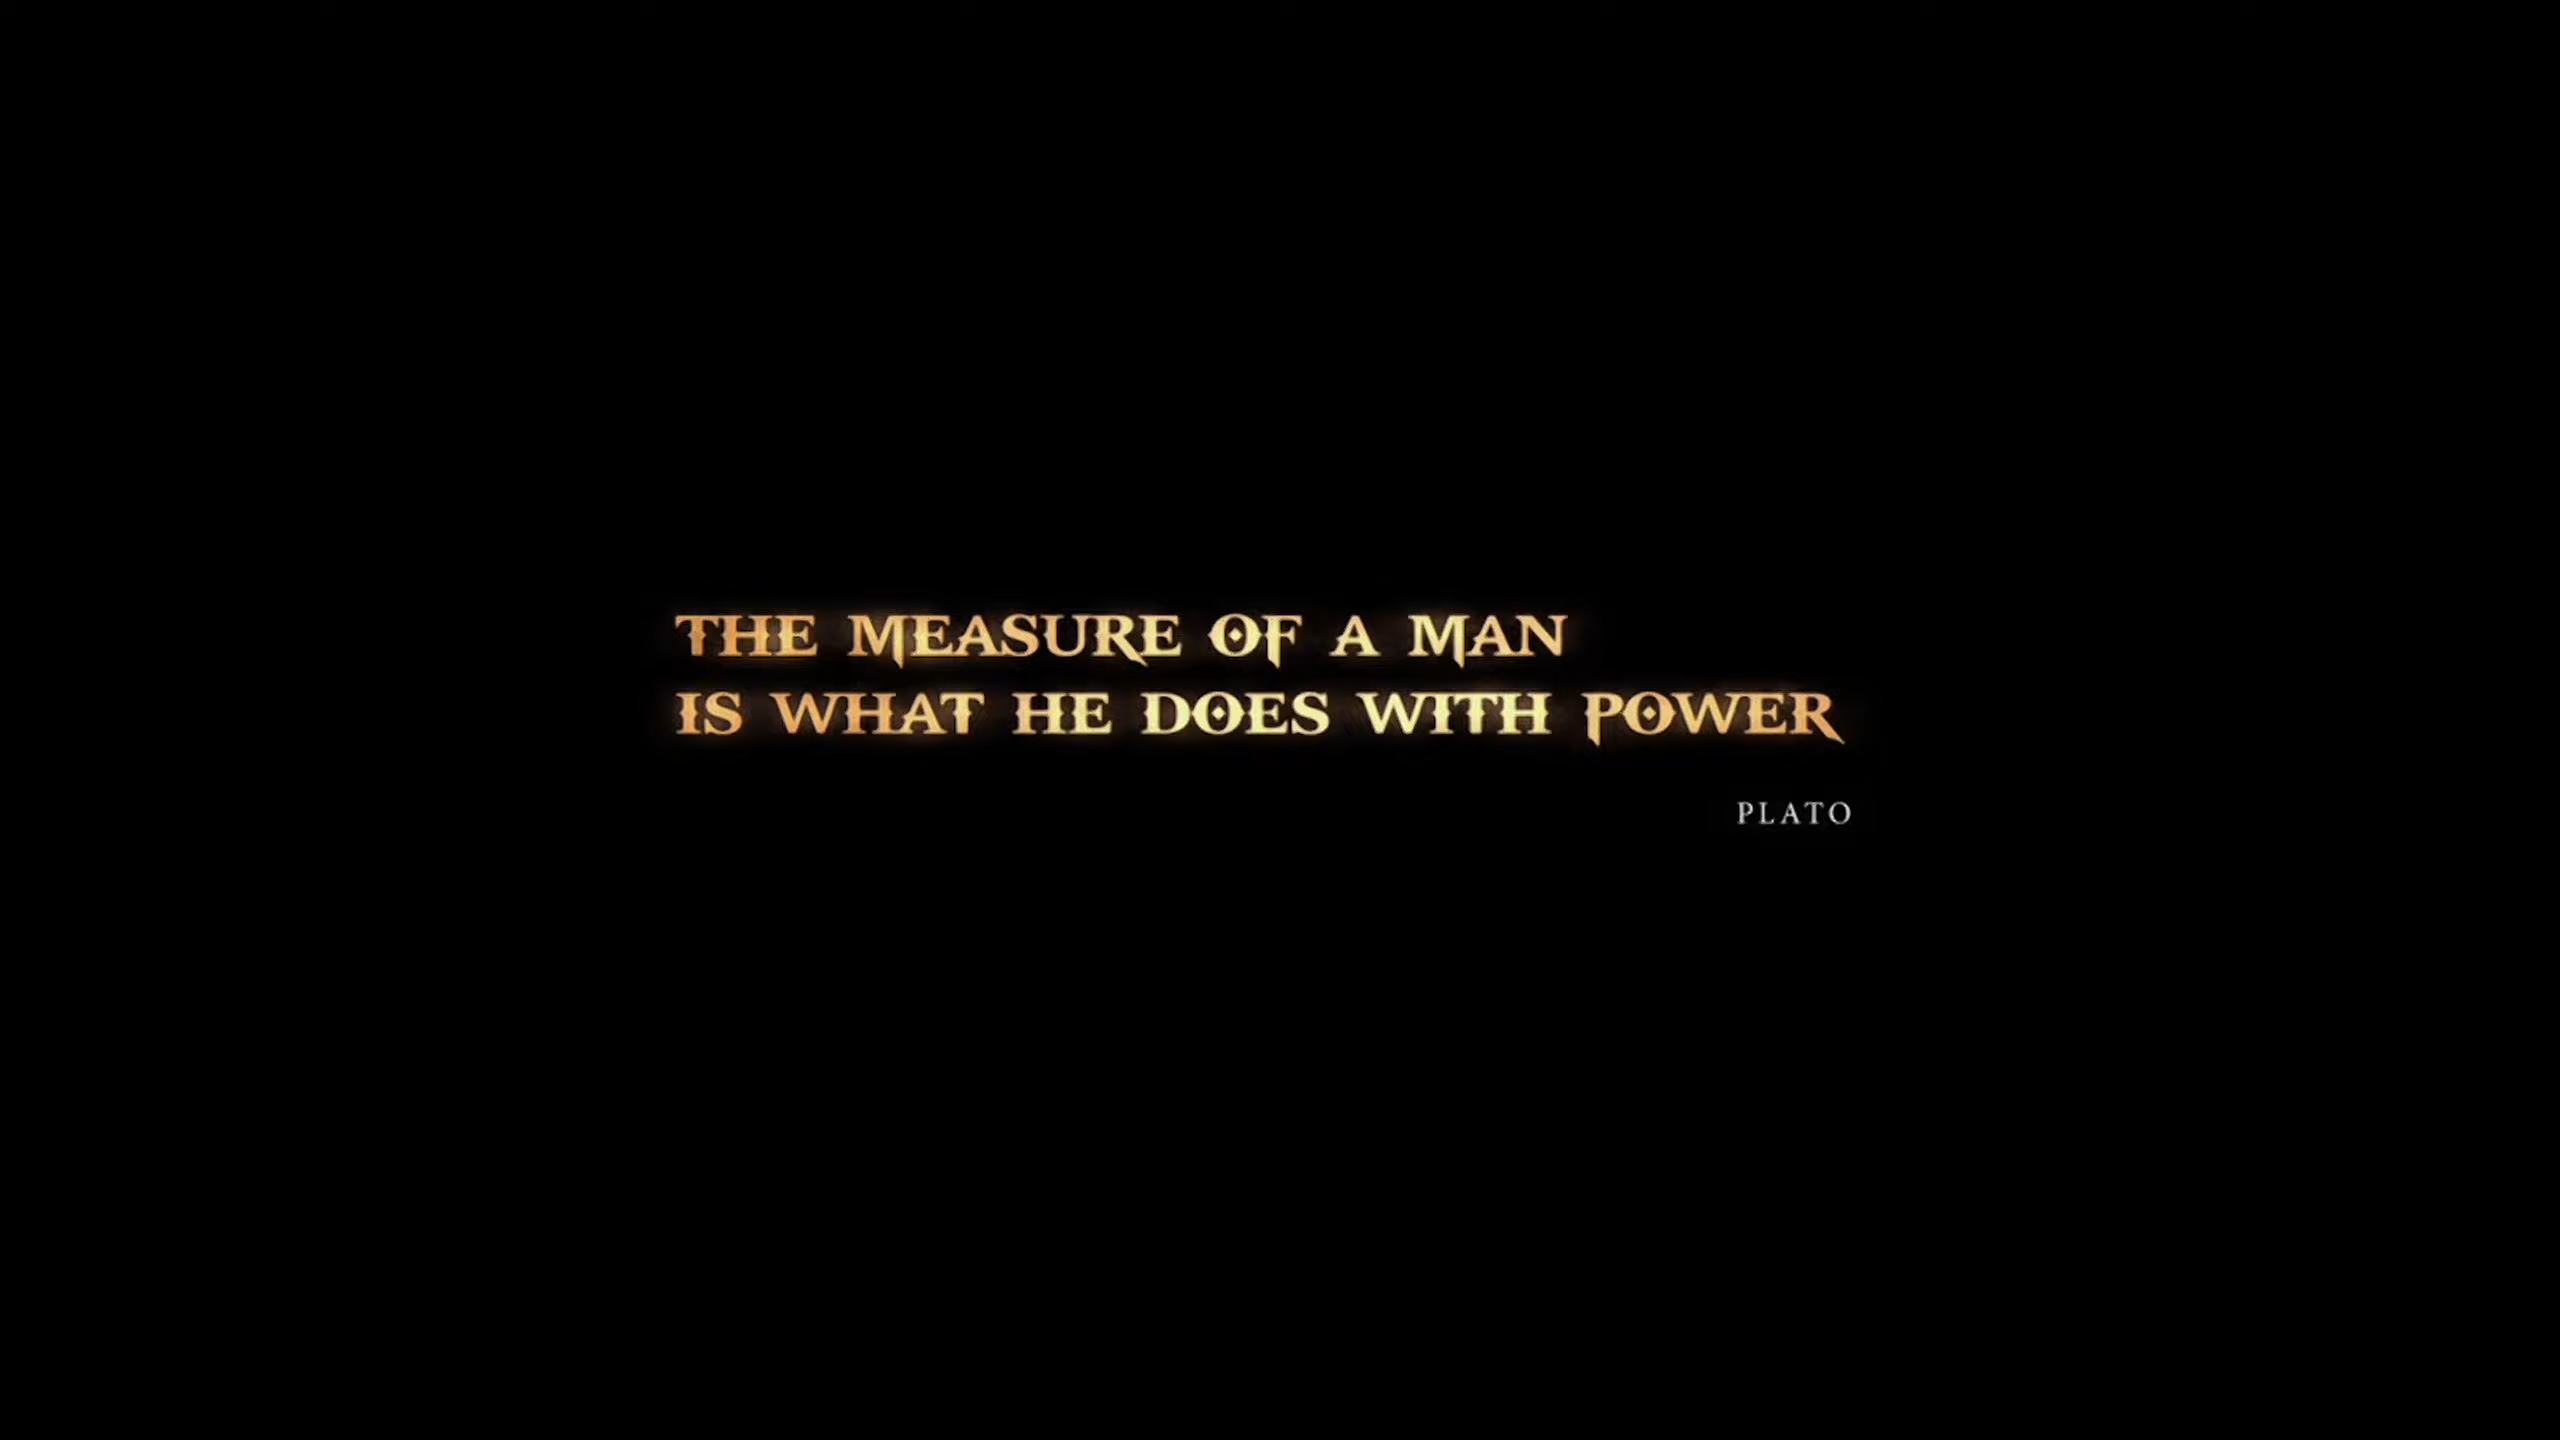 THE MEASURE OF A MAN
IS WHAT HE DOES WITH POWER
PLATO